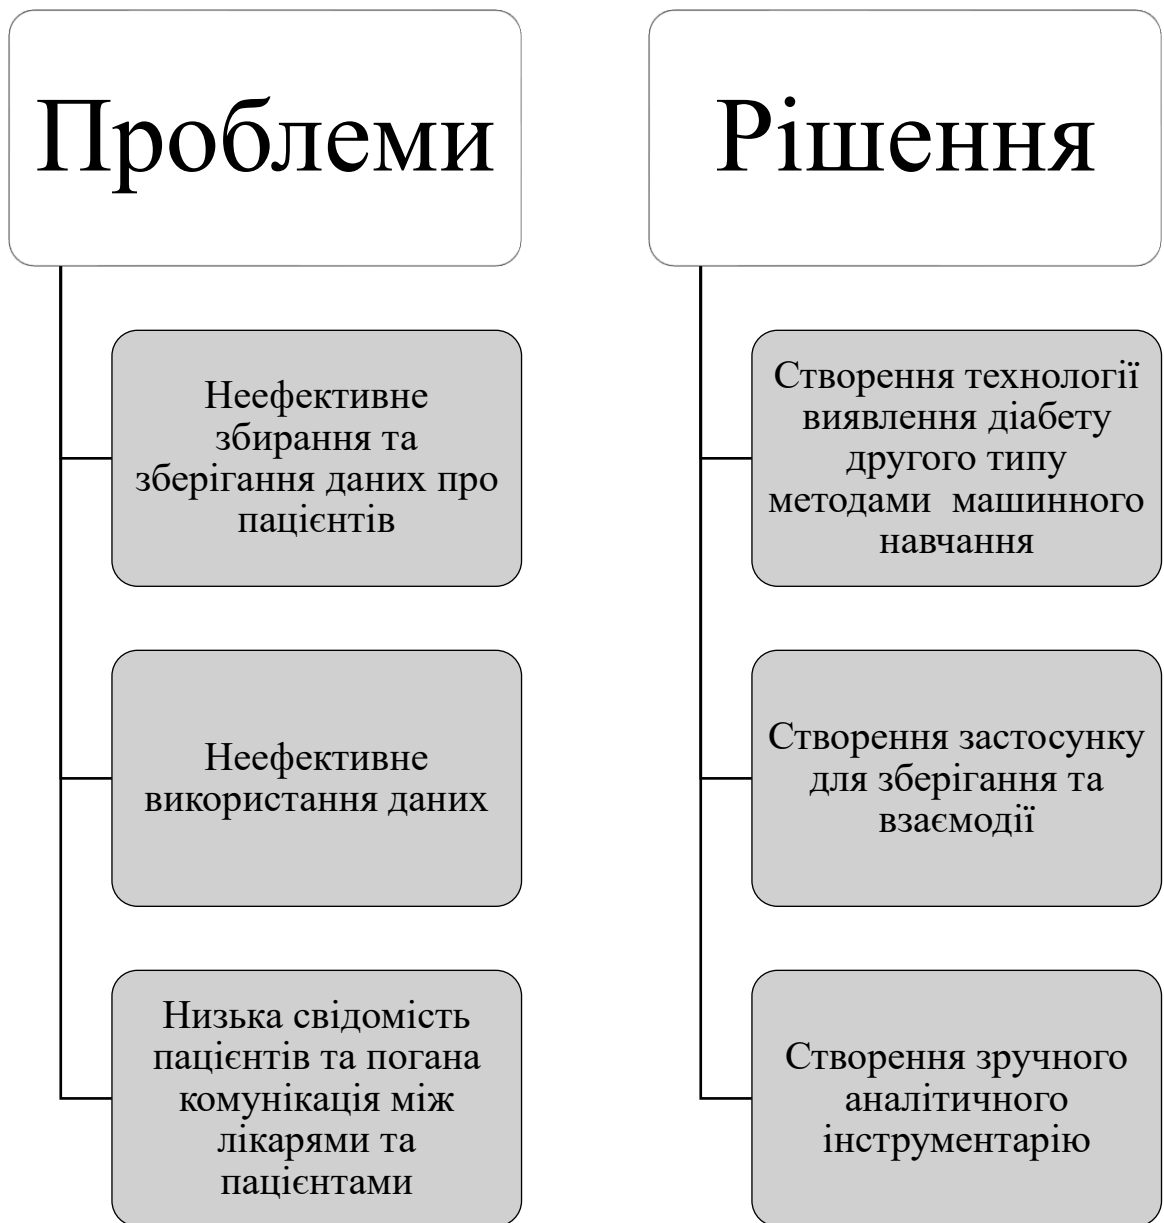 Проблеми
Неефективне
збирання та
зберігання даних про
пацієнтів
Неефективне
використання даних
Низька свідомість
пацієнтів та погана
комунікація між
лікарями та
пацієнтами
Рішення
Створення технології
виявлення діабету
другого типу
методами  машинного
навчання
Створення застосунку
для зберігання та
взаємодії
Створення зручного
аналітичного
інструментарію